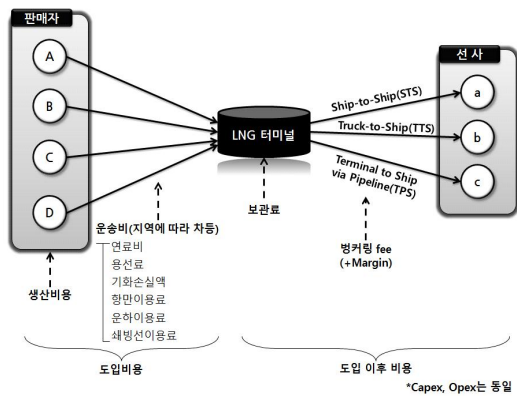 판매자
A
B
C
D
생산비용
운송비(지역에 따라 차등)
연료비
용선료
기화손실액
항만이용료
운하이용료
쇄빙선이용료
LNG 터미널
보관료
Ship-to-Ship(STS)
Truck-to-Ship(TTS)
Terminal to Ship
via Pipeline(TPS)
벙커링 fee
(+Margin)
선 사
a
b
c
도입비용
도입 이후 비용
*Capex, Opex는 동일